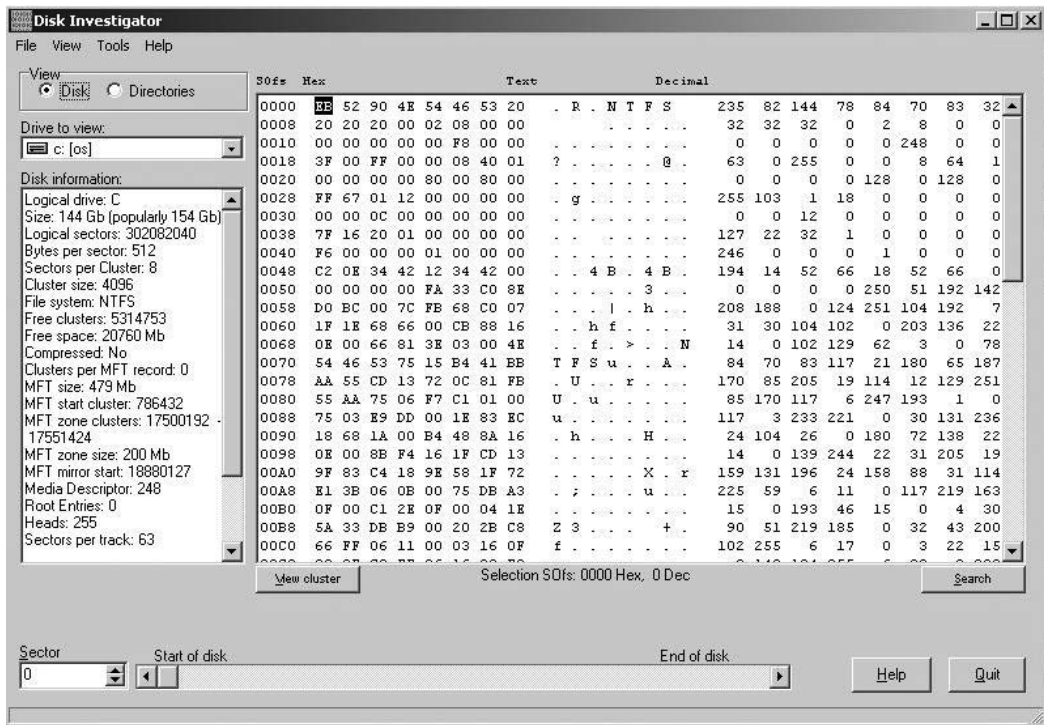 Disk Investigator
File View Tools Help
View
Disk Directories
Drive to view:
c: [os]
Disk information:
Logical drive: C
Size: 144 Gb (popularly 154 Gb)
Logical sectors: 302082040
Bytes per sector: 512
Sectors per Cluster: 8
Cluster size: 4096
File system: NTFS
Free clusters: 5314753
Free space: 20760 Mb
Compressed: No
Clusters per MFT record: 0
MFT size: 479 Mb
MFT start cluster: 786432
MFT zone clusters: 17500192 -
17551424
MFT zone size: 200 Mb
MFT mirror start: 18880127
Media Descriptor: 248
Root Entries: 0
Heads: 255
Sectors per track: 63
SOfs Hex Text Decimal
0000 EB 52 90 4E 54 46 53 20 . R . N T F S 235 82 144 78 84 70 83 32
0008 20 20 20 00 02 08 00 00 . . . . . 32 32 32 0 2 8 0 0
0010 00 00 00 00 00 F8 00 00 . . . . . . . . 0 0 0 0 0 248 0 0
0018 3F 00 FF 00 00 08 40 01 ? . . . . . @ . 63 0 255 0 0 8 64 1
0020 00 00 00 00 80 00 80 00 . . . . . . . . 0 0 0 0 128 0 128 0
0028 FF 67 01 12 00 00 00 00 . g . . . . . . 255 103 1 18 0 0 0 0
0030 00 00 0C 00 00 00 00 00 . . . . . . . . 0 0 12 0 0 0 0 0
0038 7F 16 20 01 00 00 00 00 . . . . . . . 127 22 32 1 0 0 0 0
0040 F6 00 00 00 01 00 00 00 . . . . . . . . 246 0 0 0 1 0 0 0
0048 C2 0E 34 42 12 34 42 00 . . 4 B . 4 B . 194 14 52 66 18 52 66 0
0050 00 00 00 00 FA 33 C0 8E . . . . . 3 . . 0 0 0 0 250 51 192 142
0058 D0 BC 00 7C FB 68 C0 07 . . . | . h . . 208 188 0 124 251 104 192 7
0060 1F 1E 68 66 00 CB 88 16 . . h f . . . . 31 30 104 102 0 203 136 22
0068 0E 00 66 81 3E 03 00 4E . . f . > . . N 14 0 102 129 62 3 0 78
0070 54 46 53 75 15 B4 41 BB T F S u . . A . 84 70 83 117 21 180 65 187
0078 AA 55 CD 13 72 0C 81 FB . U . . r . . . 170 85 205 19 114 12 129 251
0080 55 AA 75 06 F7 C1 01 00 U . u . . . . . 85 170 117 6 247 193 1 0
0088 75 03 E9 DD 00 1E 83 EC u . . . . . . . 117 3 233 221 0 30 131 236
0090 18 68 1A 00 B4 48 8A 16 . h . . . H . . 24 104 26 0 180 72 138 22
0098 0E 00 8B F4 16 1F CD 13 . . . . . . . . 14 0 139 244 22 31 205 19
00A0 9F 83 C4 18 9E 58 1F 72 . . . . . X . r 159 131 196 24 158 88 31 114
00A8 E1 3B 06 0B 00 75 DB A3 . ; . . . u . . 225 59 6 11 0 117 219 163
00B0 0F 00 C1 2E 0F 00 04 1E . . . . . . . . 15 0 193 46 15 0 4 30
00B8 5A 33 DB B9 00 20 2B C8 Z 3 . . . + . 90 51 219 185 0 32 43 200
00C0 66 FF 06 11 00 03 16 0F f . . . . . . . 102 255 6 17 0 3 22 15
View cluster Selection SOfs: 0000 Hex, 0 Dec Search
Sector Start of disk End of disk
0 Help Quit